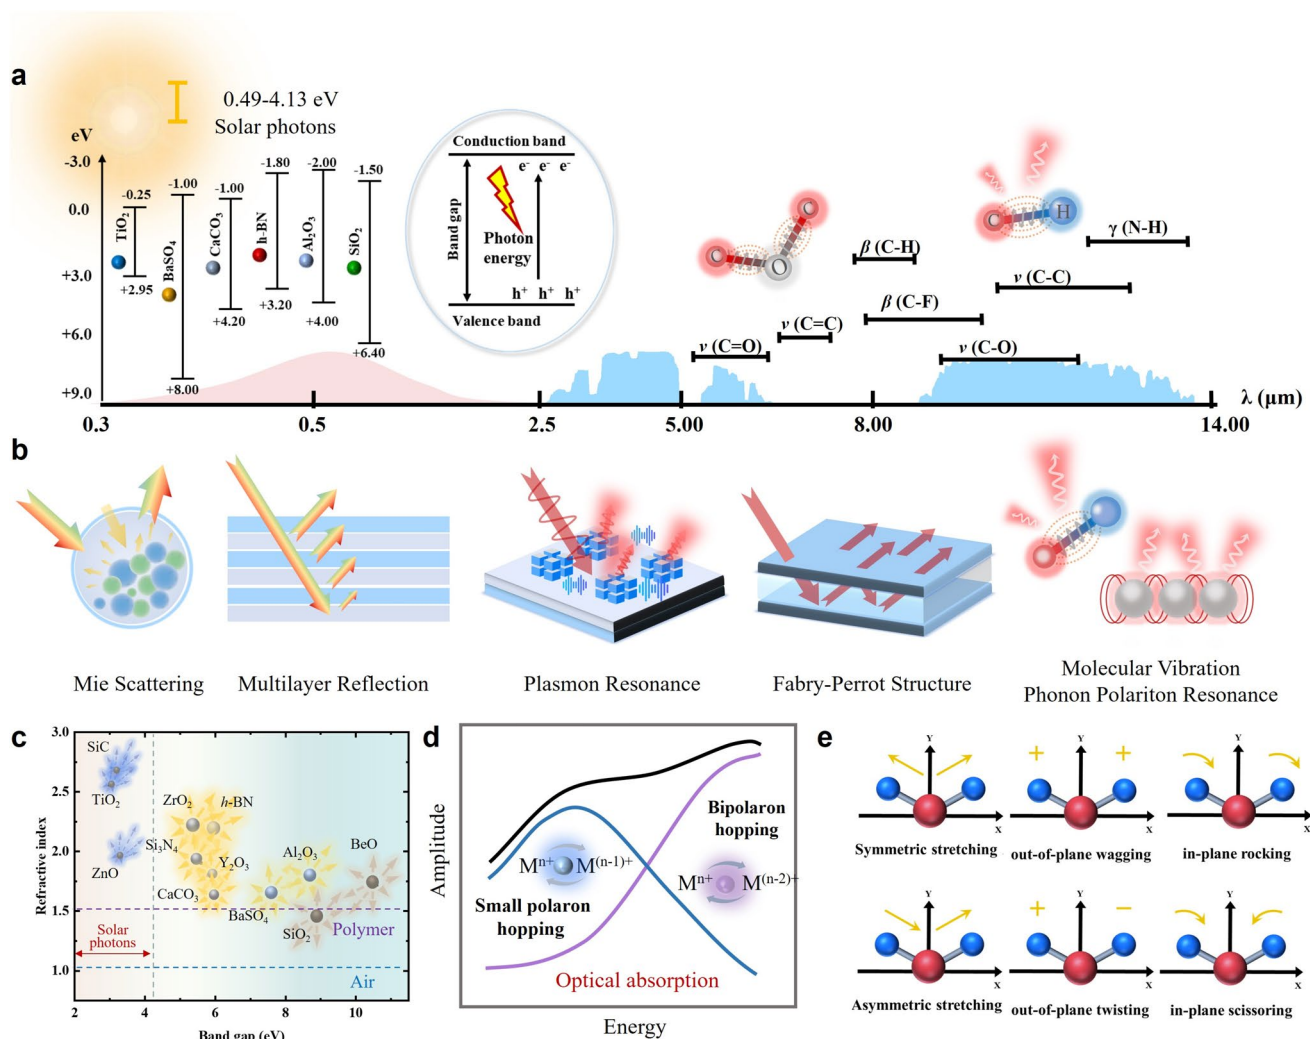 a
0.49-4.13 eV
Solar photons
eV
-3.0
0.0
+3.0
+6.0
+9.0
-0.25
TiO2
+2.95
-1.00
BaSO4
+8.00
-1.00
CaCO3
+4.20
-1.80
h-BN
+3.20
-2.00
Al2O3
+4.00
-1.50
SiO2
+6.40
Conduction band
e- e- e-
Band gap
Photon
energy
h+ h+ h+
Valence band
C
O
C
O
H
ν (C=O)
ν (C=C)
β (C-H)
β (C-F)
ν (C-O)
ν (C-C)
γ (N-H)
0.3
0.5
2.5
5.00
8.00
14.00
λ (μm)
b
Mie Scattering
Multilayer Reflection
Plasmon Resonance
Fabry-Perrot Structure
Molecular Vibration
Phonon Polariton Resonance
c
Refractive index
3.0
2.5
2.0
1.5
1.0
SiC
TiO2
ZnO
ZrO2
h-BN
Si3N4
Y2O3
CaCO3
Al2O3
BaSO4
BeO
SiO2
Polymer
Solar
photons
Air
2
4
6
8
10
Band gap (eV)
d
Amplitude
Bipolaron
hopping
Mn+ M(n-1)+
Mn+ M(n-2)+
Small polaron
hopping
Optical absorption
Energy
e
Y
X
Symmetric stretching
Y
+ +
X
out-of-plane wagging
Y
X
in-plane rocking
Y
X
Asymmetric stretching
Y
+ −
X
out-of-plane twisting
Y
X
in-plane scissoring